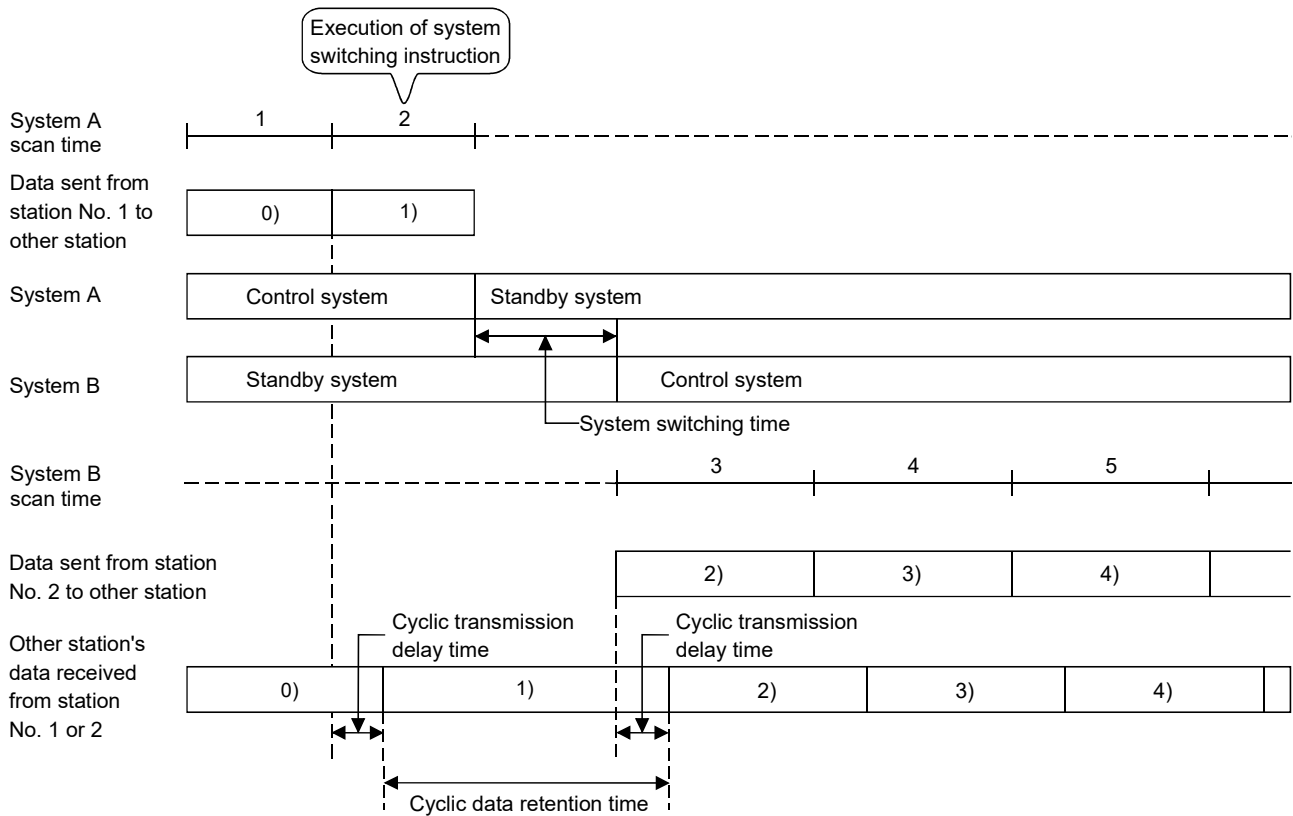 Execution of system
switching instruction
System A
scan time
1
2
Data sent from
station No. 1 to
other station
0)
1)
System A
Control system
Standby system
System B
Standby system
Control system
System switching time
System B
scan time
3
4
5
Data sent from station
No. 2 to other station
2)
3)
4)
Cyclic transmission
delay time
Cyclic transmission
delay time
Other station's
data received
from station
No. 1 or 2
0)
1)
2)
3)
4)
Cyclic data retention time